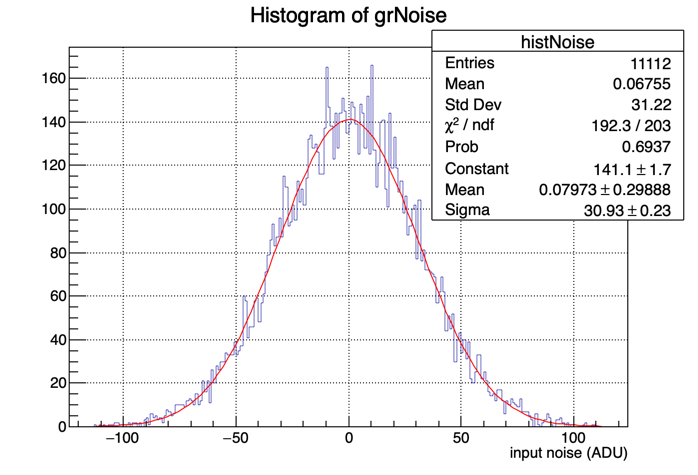 Histogram of grNoise
histNoise
Entries 11112
Mean 0.06755
Std Dev 31.22
χ² / ndf 192.3 / 203
Prob 0.6937
Constant 141.1 ± 1.7
Mean 0.07973 ± 0.29888
Sigma 30.93 ± 0.23
160
140
120
100
80
60
40
20
0
−100 −50 0 50 100
input noise (ADU)